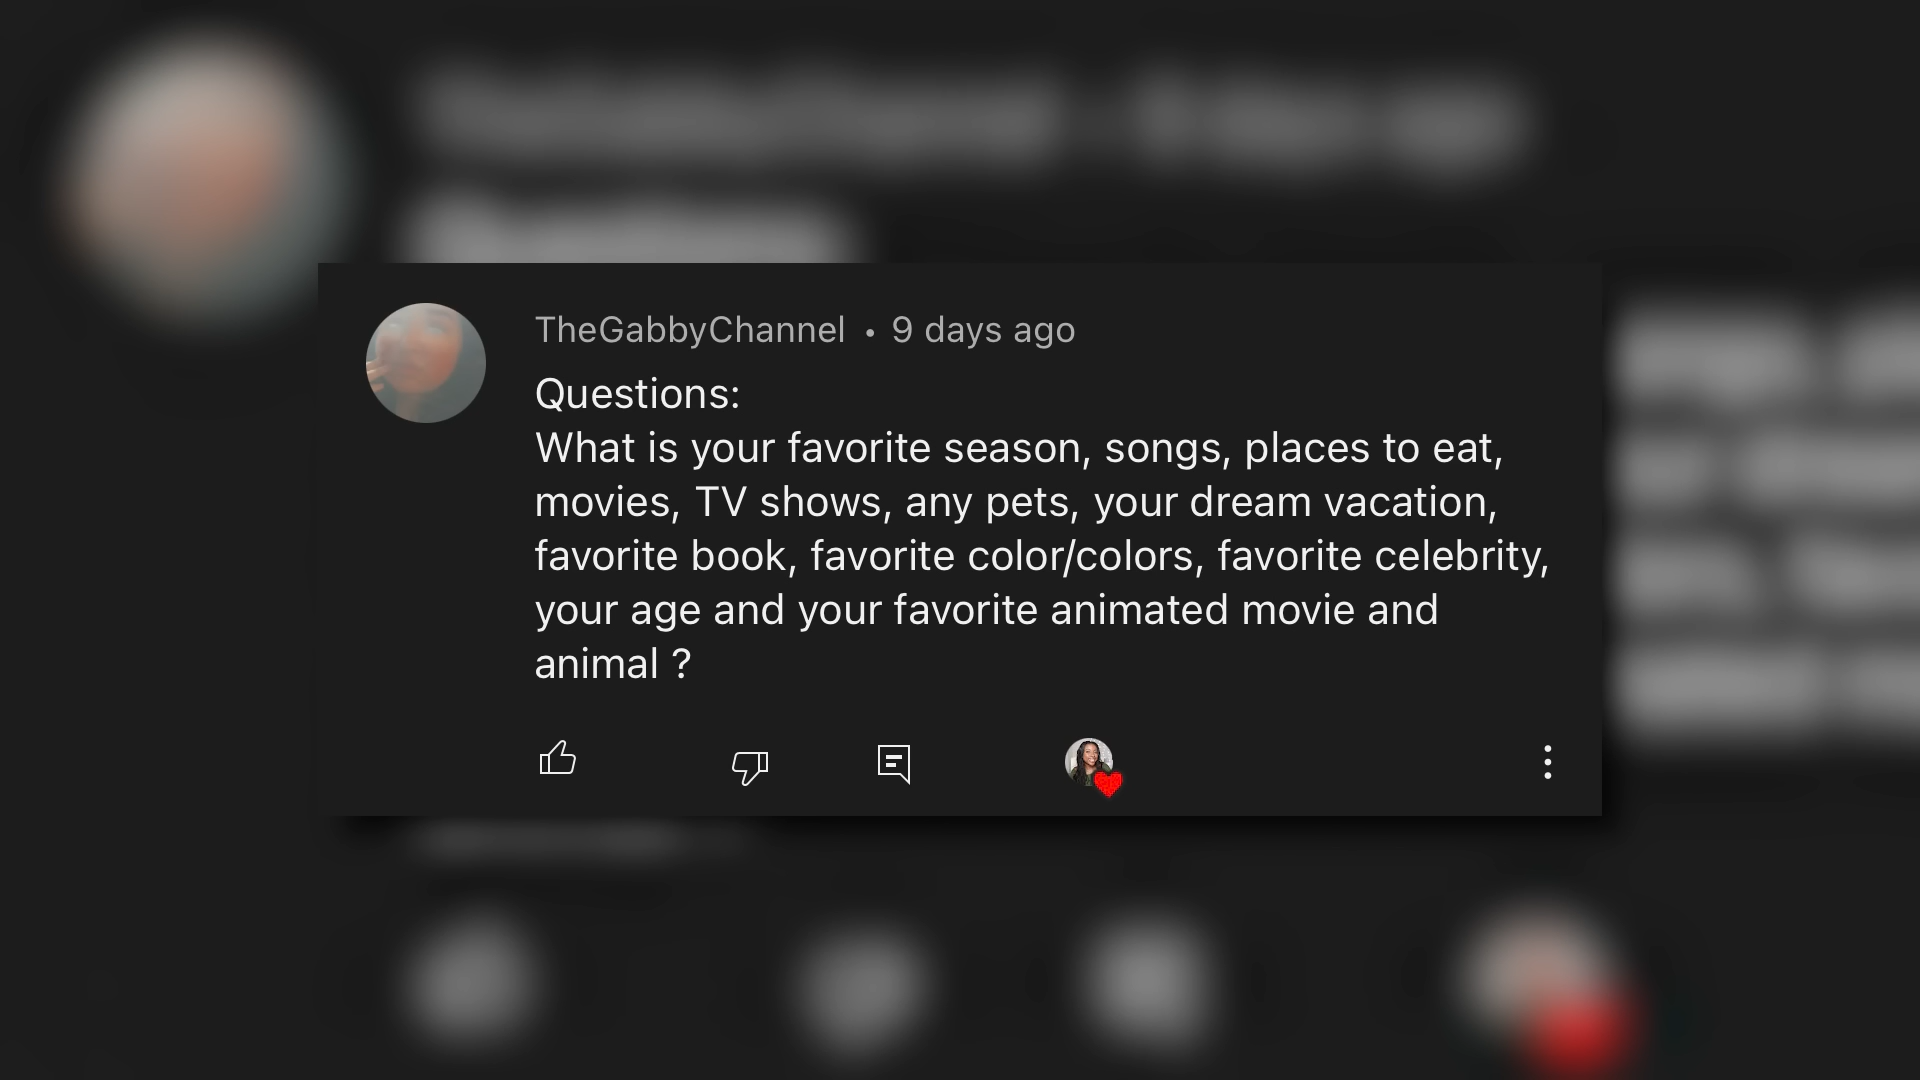 TheGabbyChannel • 9 days ago
Questions:
What is your favorite season, songs, places to eat,
movies, TV shows, any pets, your dream vacation,
favorite book, favorite color/colors, favorite celebrity,
your age and your favorite animated movie and
animal ?